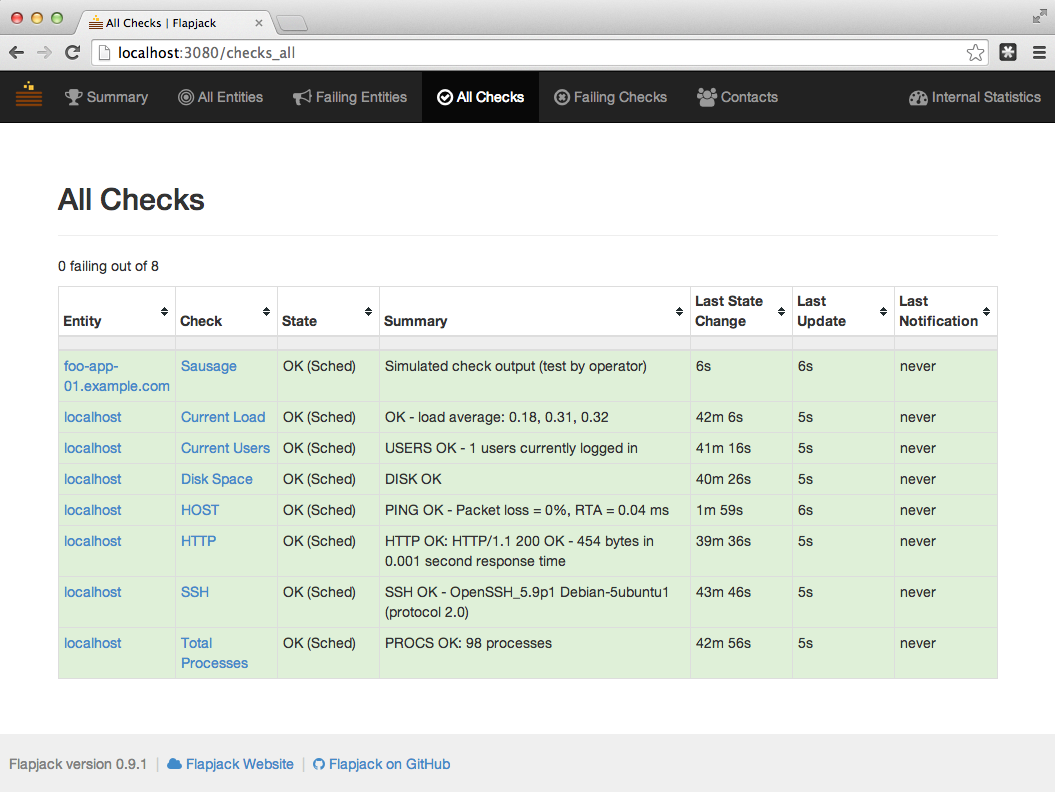 All Checks | Flapjack
localhost:3080/checks_all
Summary All Entities Failing Entities All Checks Failing Checks Contacts Internal Statistics
All Checks
0 failing out of 8
Entity Check State Summary Last State Change Last Update Last Notification
foo-app-01.example.com Sausage OK (Sched) Simulated check output (test by operator) 6s 6s never
localhost Current Load OK (Sched) OK - load average: 0.18, 0.31, 0.32 42m 6s 5s never
localhost Current Users OK (Sched) USERS OK - 1 users currently logged in 41m 16s 5s never
localhost Disk Space OK (Sched) DISK OK 40m 26s 5s never
localhost HOST OK (Sched) PING OK - Packet loss = 0%, RTA = 0.04 ms 1m 59s 6s never
localhost HTTP OK (Sched) HTTP OK: HTTP/1.1 200 OK - 454 bytes in 0.001 second response time 39m 36s 5s never
localhost SSH OK (Sched) SSH OK - OpenSSH_5.9p1 Debian-5ubuntu1 (protocol 2.0) 43m 46s 5s never
localhost Total Processes OK (Sched) PROCS OK: 98 processes 42m 56s 5s never
Flapjack version 0.9.1 | Flapjack Website | Flapjack on GitHub